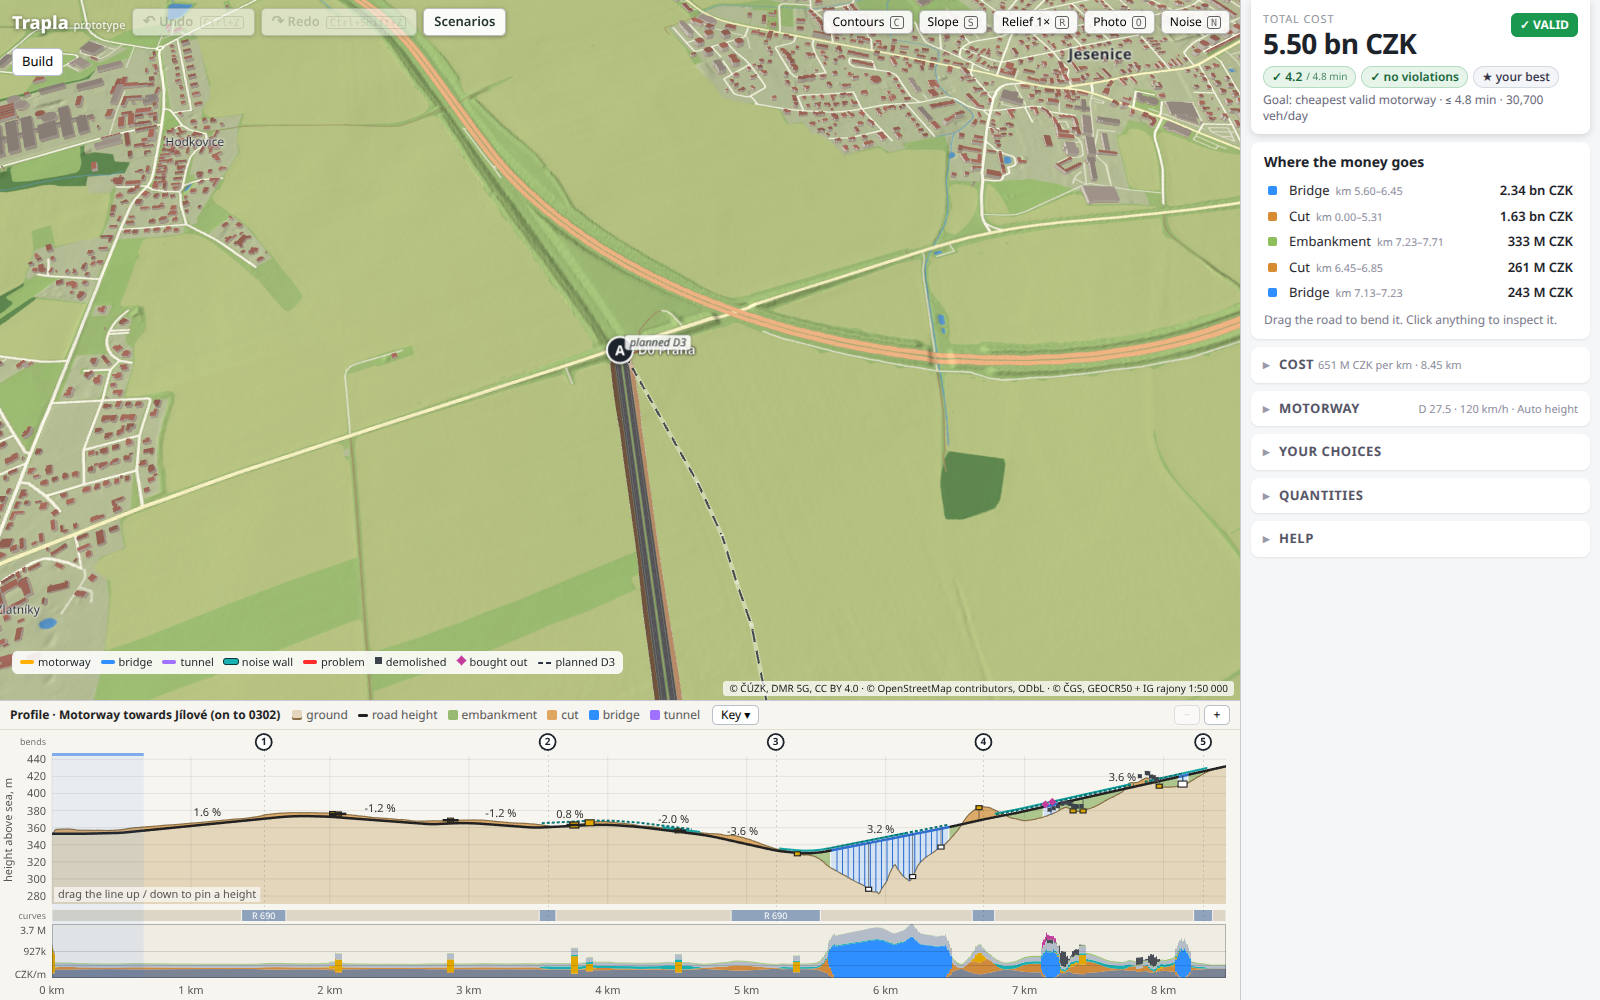 Trapla prototype
↶ Undo Ctrl+Z
↷ Redo Ctrl+Shift+Z
Scenarios
Contours C
Slope S
Relief 1× R
Photo O
Noise N
Build
Jesenice
Hodkovice
A
planned D3
Zlatníky
motorway
bridge
tunnel
noise wall
problem
demolished
bought out
planned D3
© ČÚZK, DMR 5G, CC BY 4.0 · © OpenStreetMap contributors, ODbL · © ČGS, GEOCR50 + IG rajony 1:50 000
TOTAL COST
5.50 bn CZK
✓ VALID
✓ 4.2 / 4.8 min
✓ no violations
★ your best
Goal: cheapest valid motorway · ≤ 4.8 min · 30,700
veh/day
Where the money goes
Bridge km 5.60–6.45 2.34 bn CZK
Cut km 0.00–5.31 1.63 bn CZK
Embankment km 7.23–7.71 333 M CZK
Cut km 6.45–6.85 261 M CZK
Bridge km 7.13–7.23 243 M CZK
Drag the road to bend it. Click anything to inspect it.
▶ COST 651 M CZK per km · 8.45 km
▶ MOTORWAY D 27.5 · 120 km/h · Auto height
▶ YOUR CHOICES
▶ QUANTITIES
▶ HELP
Profile · Motorway towards Jílové (on to 0302)
ground
road height
embankment
cut
bridge
tunnel
Key ▾
−
+
bends
1
2
3
4
5
height above sea, m
440
420
400
380
360
340
320
300
280
1.6 %
-1.2 %
-1.2 %
0.8 %
-2.0 %
-3.6 %
3.2 %
3.6 %
drag the line up / down to pin a height
curves
R 690
R 690
3.7 M
927k
CZK/m
0 km
1 km
2 km
3 km
4 km
5 km
6 km
7 km
8 km